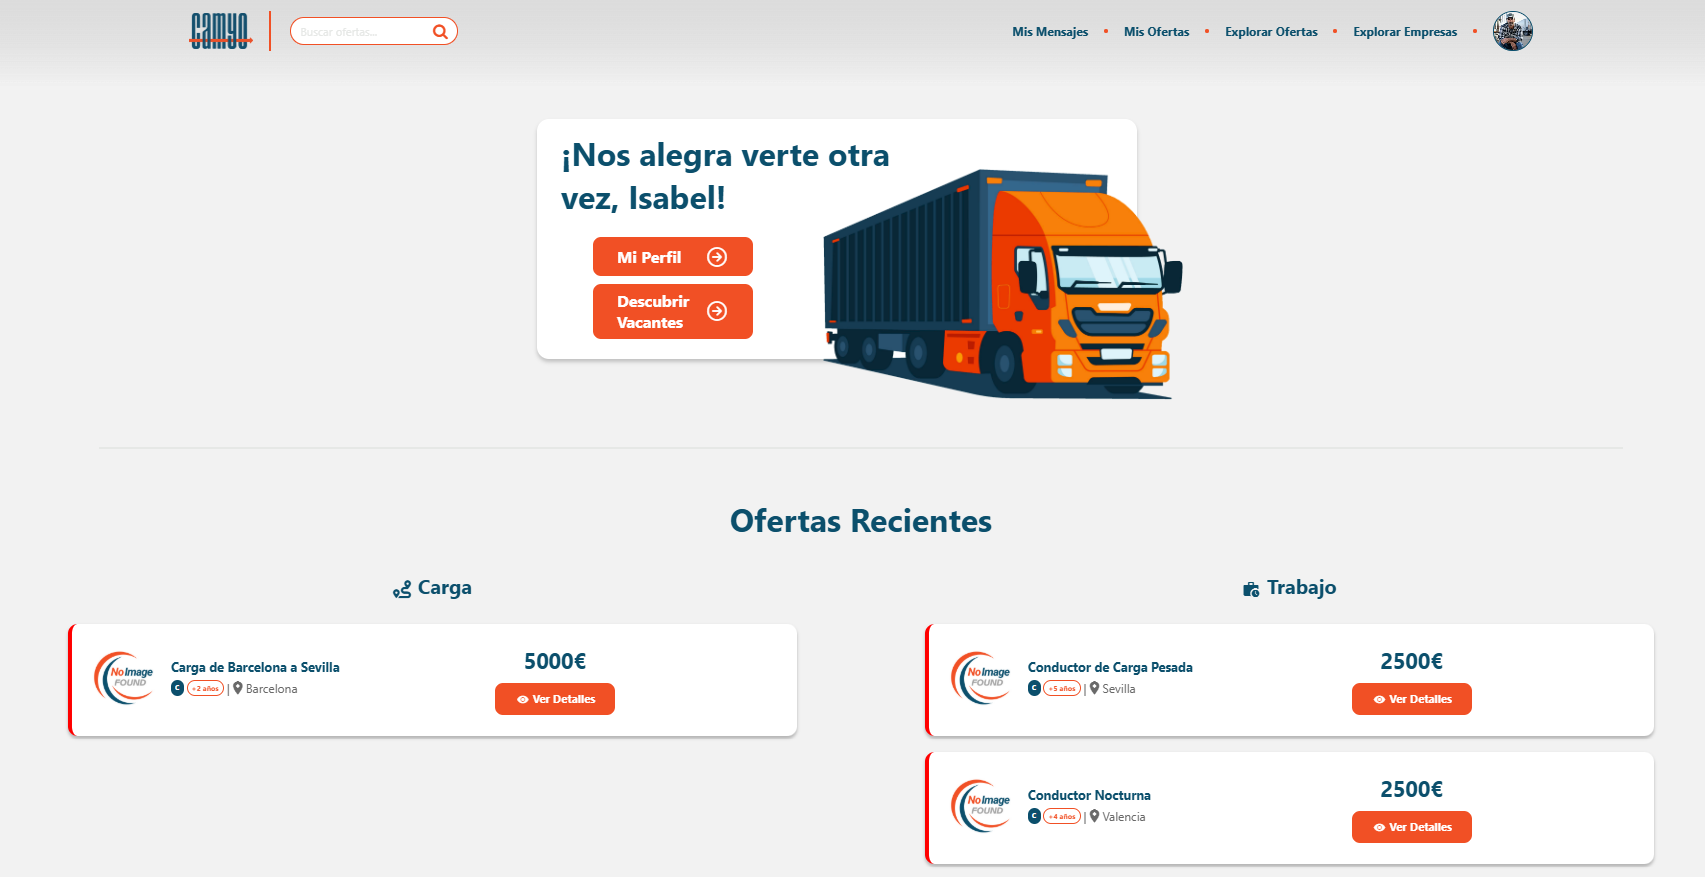 CAMYO
Buscar ofertas...
Mis Mensajes • Mis Ofertas • Explorar Ofertas • Explorar Empresas •
¡Nos alegra verte otra
vez, Isabel!
Mi Perfil
Descubrir
Vacantes
Ofertas Recientes
Carga
No Image
FOUND
Carga de Barcelona a Sevilla
C +2 años | Barcelona
5000€
Ver Detalles
Trabajo
No Image
FOUND
Conductor de Carga Pesada
C +5 años | Sevilla
2500€
Ver Detalles
No Image
FOUND
Conductor Nocturna
C +4 años | Valencia
2500€
Ver Detalles